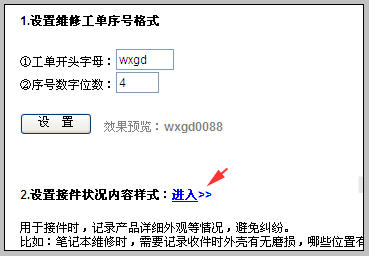 1.设置维修工单序号格式
①工单开头字母：wxgd
②序号数字位数：4
设 置 效果预览：wxgd0088
2.设置接件状况内容样式：进入>>
用于接件时，记录产品详细外观等情况，避免纠纷。
比如：笔记本维修时，需要记录收件时外壳有无磨损，哪些位置有